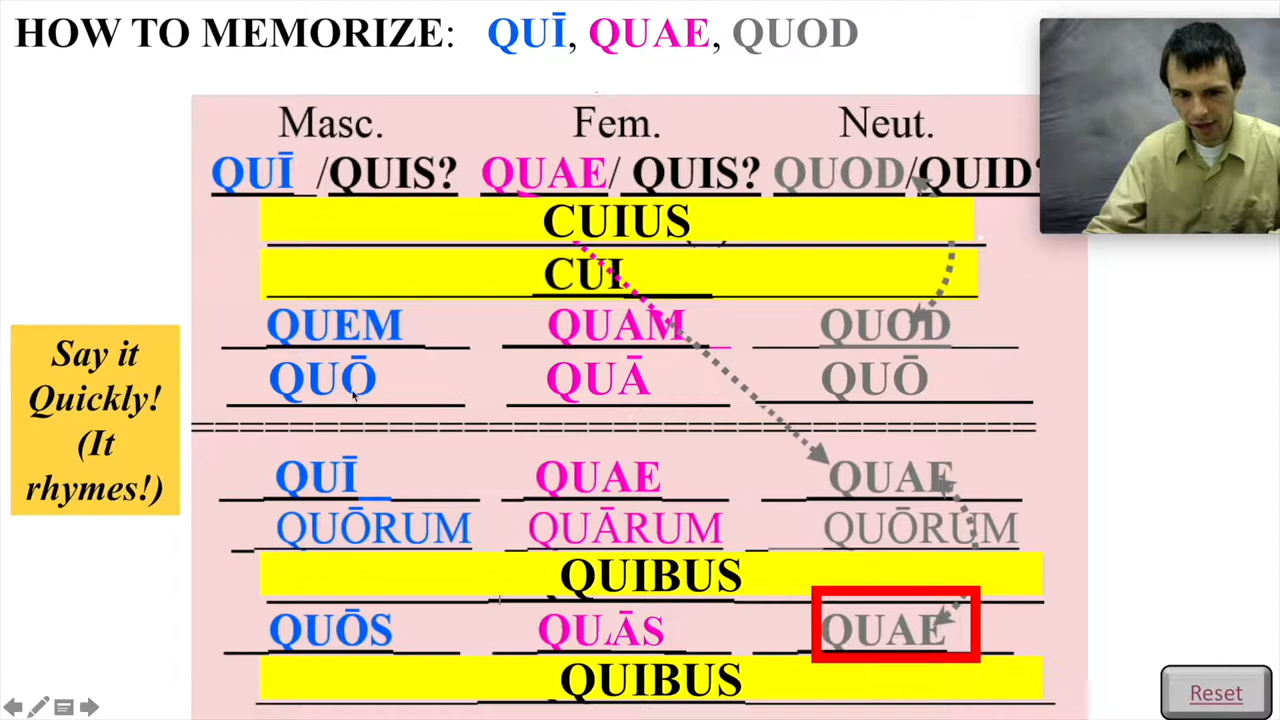 HOW TO MEMORIZE: QUĪ, QUAE, QUOD
Masc. Fem. Neut.
QUĪ /QUIS? QUAE/ QUIS? QUOD/QUID?
CUIUS
CUI
QUEM QUAM QUOD
QUŌ QUĀ QUŌ
Say it
Quickly!
(It
rhymes!)
QUĪ QUAE QUAE
QUŌRUM QUĀRUM QUŌRUM
QUIBUS
QUŌS QUĀS QUAE
QUIBUS
Reset